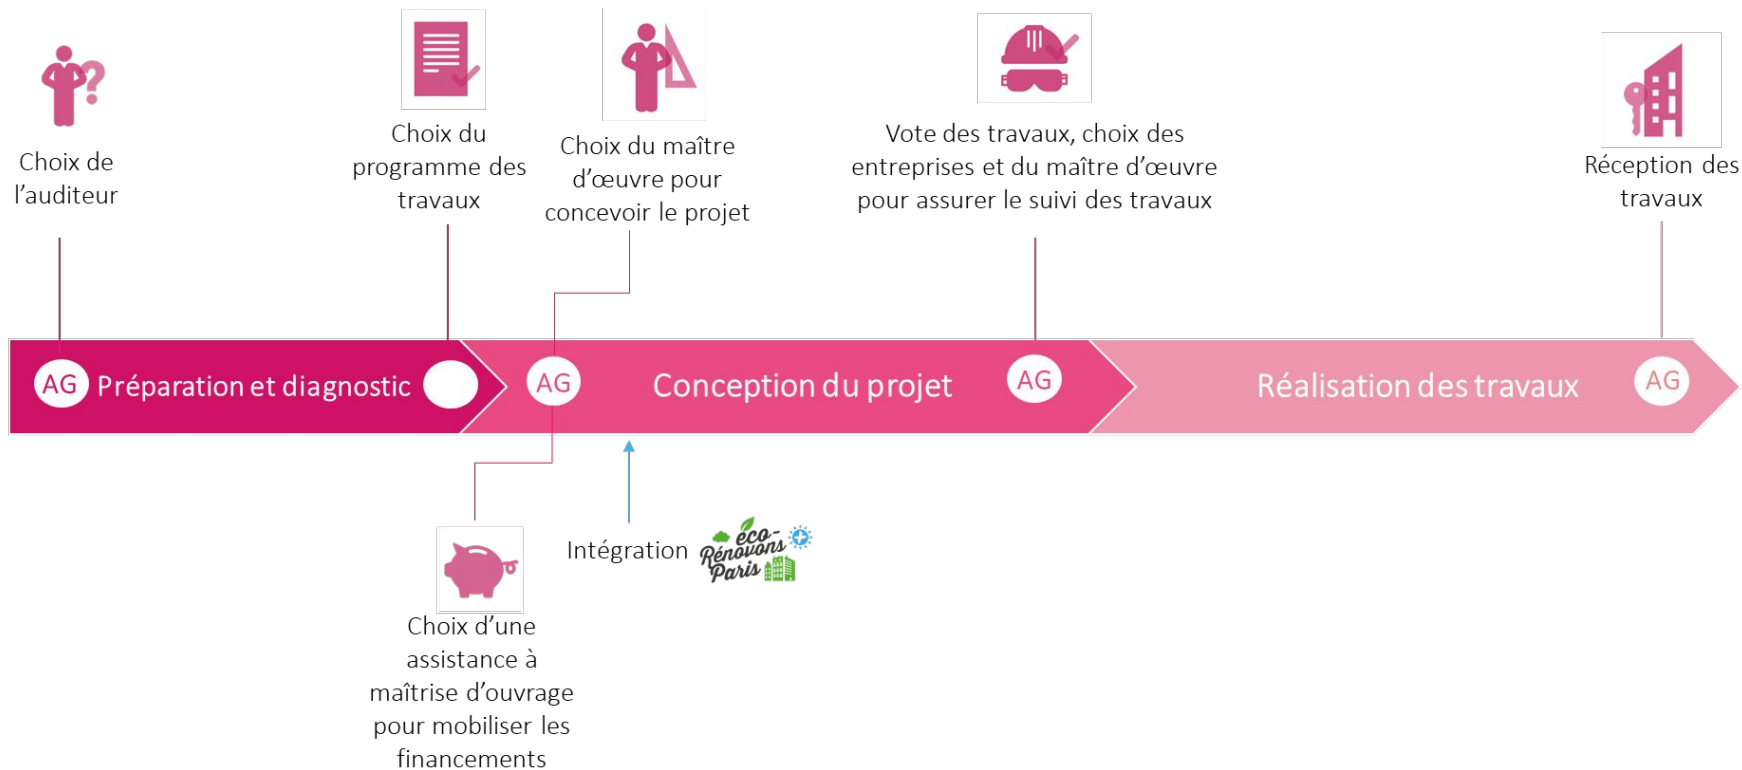 Choix de
l’auditeur
Choix du
programme des
travaux
Choix du maître
d’œuvre pour
concevoir le projet
Vote des travaux, choix des
entreprises et du maître d’œuvre
pour assurer le suivi des travaux
Réception des
travaux
AG Préparation et diagnostic
AG
Conception du projet
AG
Réalisation des travaux
AG
Intégration
éco-
Rénovons
Paris
+
Choix d’une
assistance à
maîtrise d’ouvrage
pour mobiliser les
financements